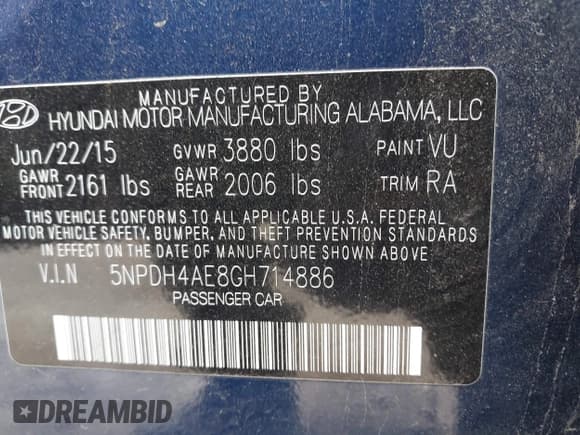 MANUFACTURED BY
HYUNDAI MOTOR MANUFACTURING ALABAMA, LLC
Jun/22/15 GVWR 3880 lbs PAINT VU
GAWR FRONT 2161 lbs GAWR REAR 2006 lbs TRIM RA
THIS VEHICLE CONFORMS TO ALL APPLICABLE U.S.A. FEDERAL
MOTOR VEHICLE SAFETY, BUMPER, AND THEFT PREVENTION STANDARDS
IN EFFECT ON THE DATE OF MANUFACTURE SHOWN ABOVE
V.I.N 5NPDH4AE8GH714886
PASSENGER CAR
DREAMBID